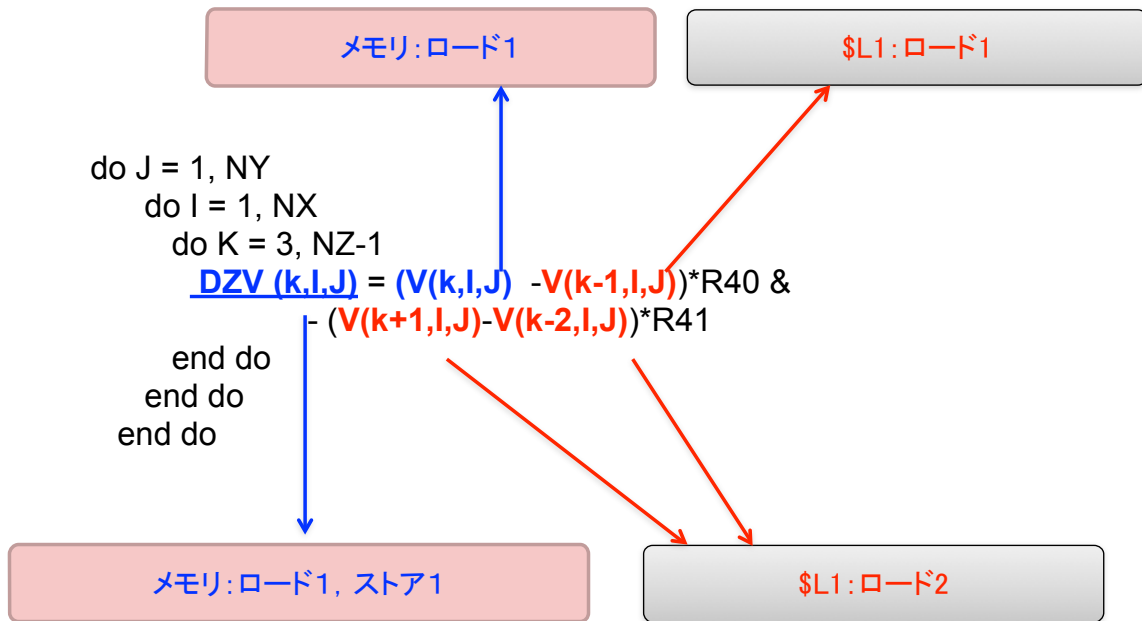 メモリ:ロード1
$L1:ロード1
do J = 1, NY
do I = 1, NX
do K = 3, NZ-1
DZV (k,I,J) = (V(k,I,J) -V(k-1,I,J))*R40 &
- (V(k+1,I,J)-V(k-2,I,J))*R41
end do
end do
end do
メモリ:ロード1, ストア1
$L1:ロード2